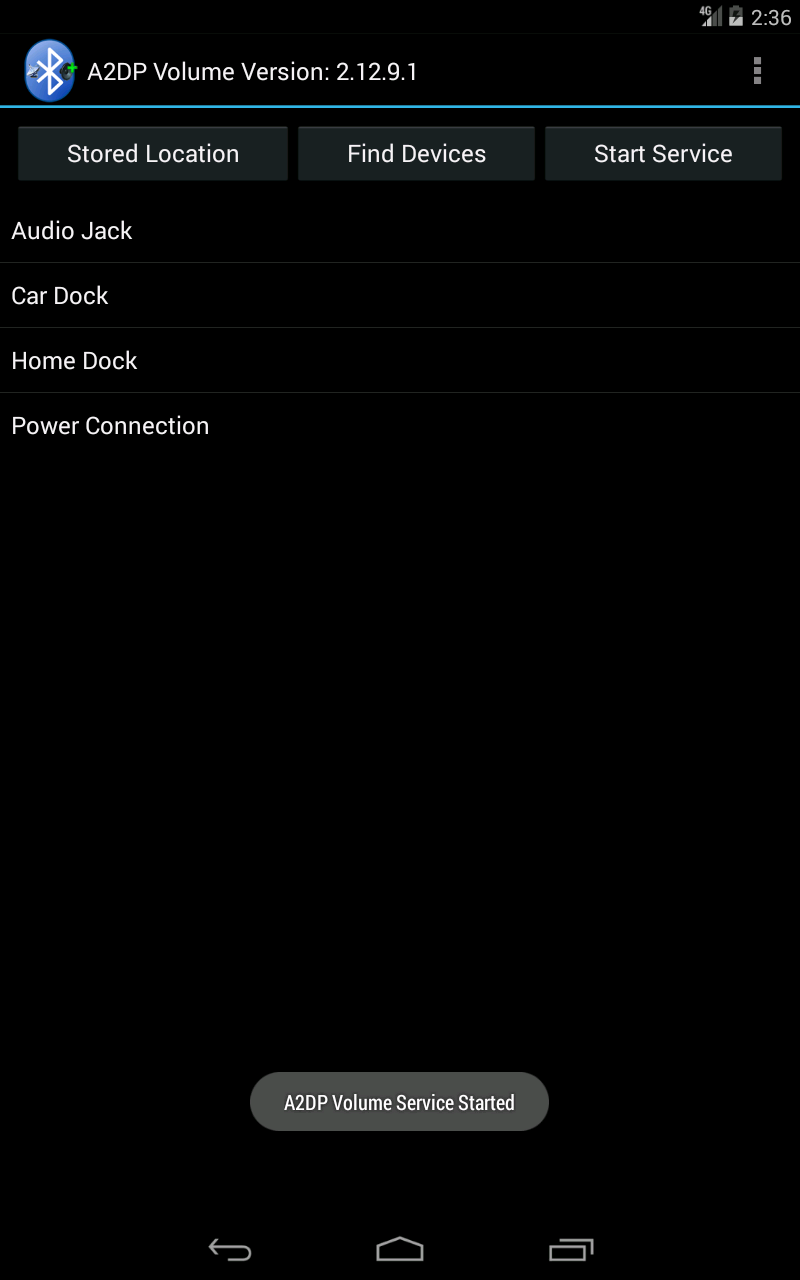 4G 2:36
A2DP Volume Version: 2.12.9.1
Stored Location Find Devices Start Service
Audio Jack
Car Dock
Home Dock
Power Connection
A2DP Volume Service Started